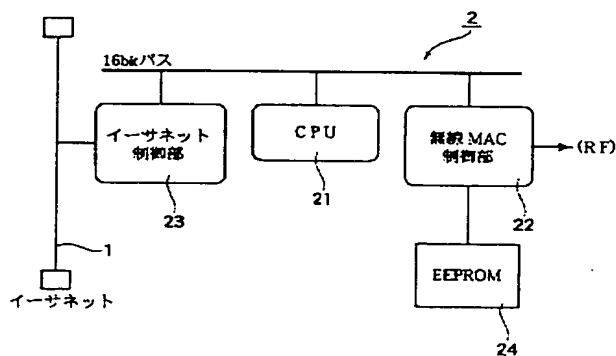 2
16bitバス
イーサネット
制御部
23
CPU
21
無線MAC
制御部
22
(RF)
1
イーサネット
EEPROM
24